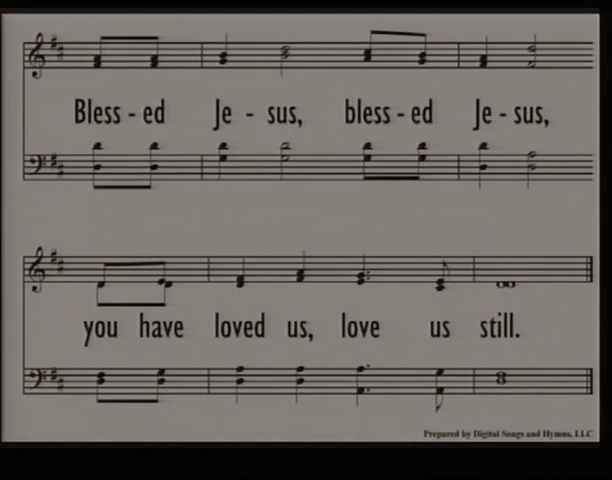 Bless - ed Je - sus, bless - ed Je - sus,
you have loved us, love us still.
Prepared by Digital Songs and Hymns, LLC